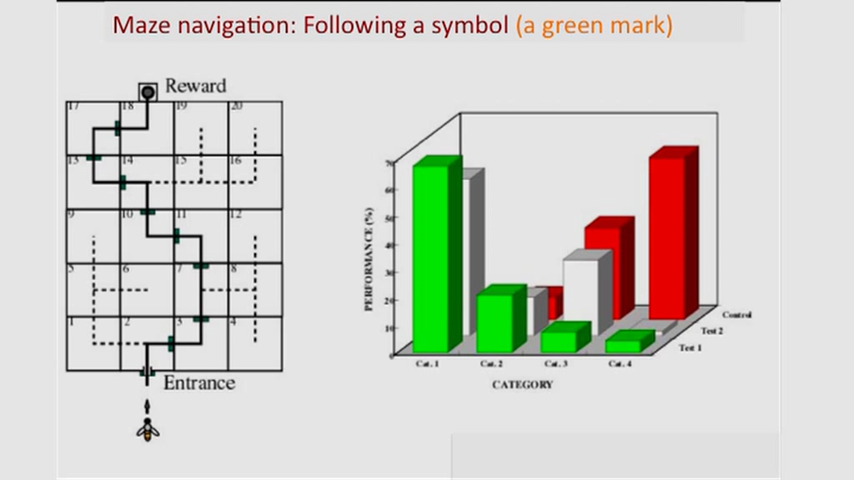 Maze navigation: Following a symbol (a green mark)
Reward
17 18 19 20
13 14 15 16
9 10 11 12
5 6 7 8
1 2 3 4
Entrance
PERFORMANCE (%)
70
60
50
40
30
20
10
0
Cat. 1 Cat. 2 Cat. 3 Cat. 4
CATEGORY
Control
Test 2
Test 1